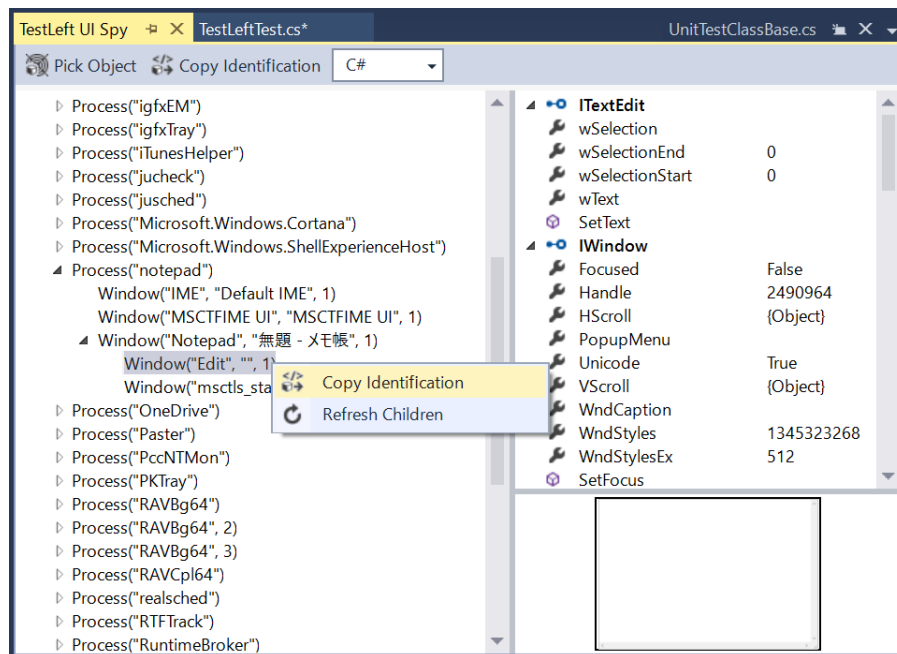 TestLeft UI Spy
TestLeftTest.cs*
UnitTestClassBase.cs
Pick Object
Copy Identification
C#
Process("igfxEM")
Process("igfxTray")
Process("iTunesHelper")
Process("jucheck")
Process("jusched")
Process("Microsoft.Windows.Cortana")
Process("Microsoft.Windows.ShellExperienceHost")
Process("notepad")
Window("IME", "Default IME", 1)
Window("MSCTFIME UI", "MSCTFIME UI", 1)
Window("Notepad", "無題 - メモ帳", 1)
Window("Edit", "", 1)
Window("msctls_sta
Process("OneDrive")
Process("Paster")
Process("PccNTMon")
Process("PKTray")
Process("RAVBg64")
Process("RAVBg64", 2)
Process("RAVBg64", 3)
Process("RAVCpl64")
Process("realsched")
Process("RTFTrack")
Process("RuntimeBroker")
Copy Identification
Refresh Children
ITextEdit
wSelection
wSelectionEnd 0
wSelectionStart 0
wText
SetText
IWindow
Focused False
Handle 2490964
HScroll {Object}
PopupMenu
Unicode True
VScroll {Object}
WndCaption
WndStyles 1345323268
WndStylesEx 512
SetFocus